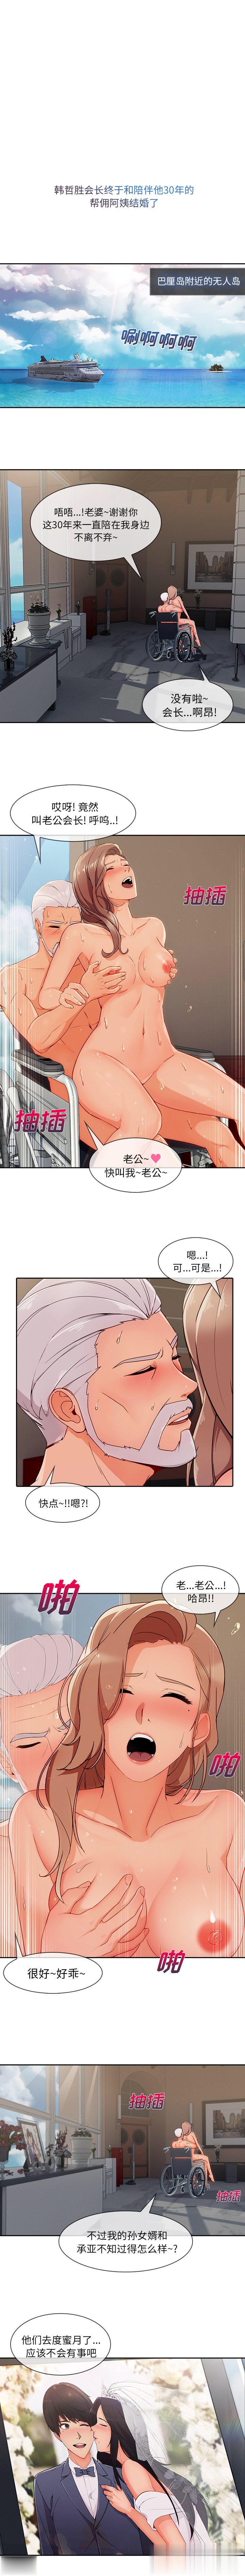 韩哲胜会长终于和陪伴他30年的
帮佣阿姨结婚了
巴厘岛附近的无人岛
唰啊啊啊
唔唔...!老婆~谢谢你
这30年来一直陪在我身边
不离不弃~
没有啦~
会长...啊昂!
哎呀! 竟然
叫老公会长! 呼呜..!
抽插
抽插
老公~♥
快叫我~老公~
嗯...!
可...可是...!
快点~!!嗯?!
啪
老...老公...!
哈昂!!
啪
啪
很好~好乖~
抽插
抽插
不过我的孙女婿和
承亚不知过得怎么样~?
他们去度蜜月了...
应该不会有事吧